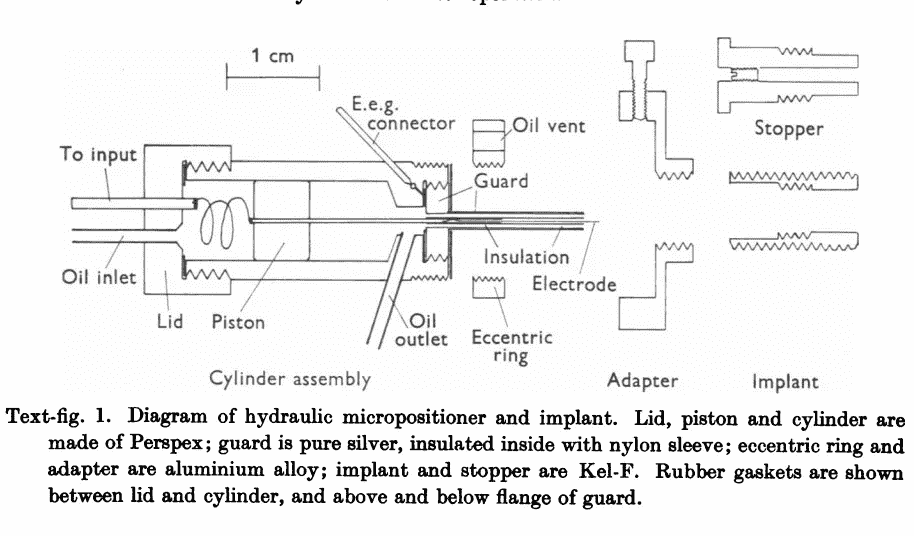 1 cm
E.e.g.
connector
Oil vent
Stopper
To input
Guard
Insulation
Oil inlet
Electrode
Lid
Piston
Oil
outlet
Eccentric
ring
Cylinder assembly
Adapter
Implant
Text-fig. 1. Diagram of hydraulic micropositioner and implant. Lid, piston and cylinder are
made of Perspex; guard is pure silver, insulated inside with nylon sleeve; eccentric ring and
adapter are aluminium alloy; implant and stopper are Kel-F. Rubber gaskets are shown
between lid and cylinder, and above and below flange of guard.